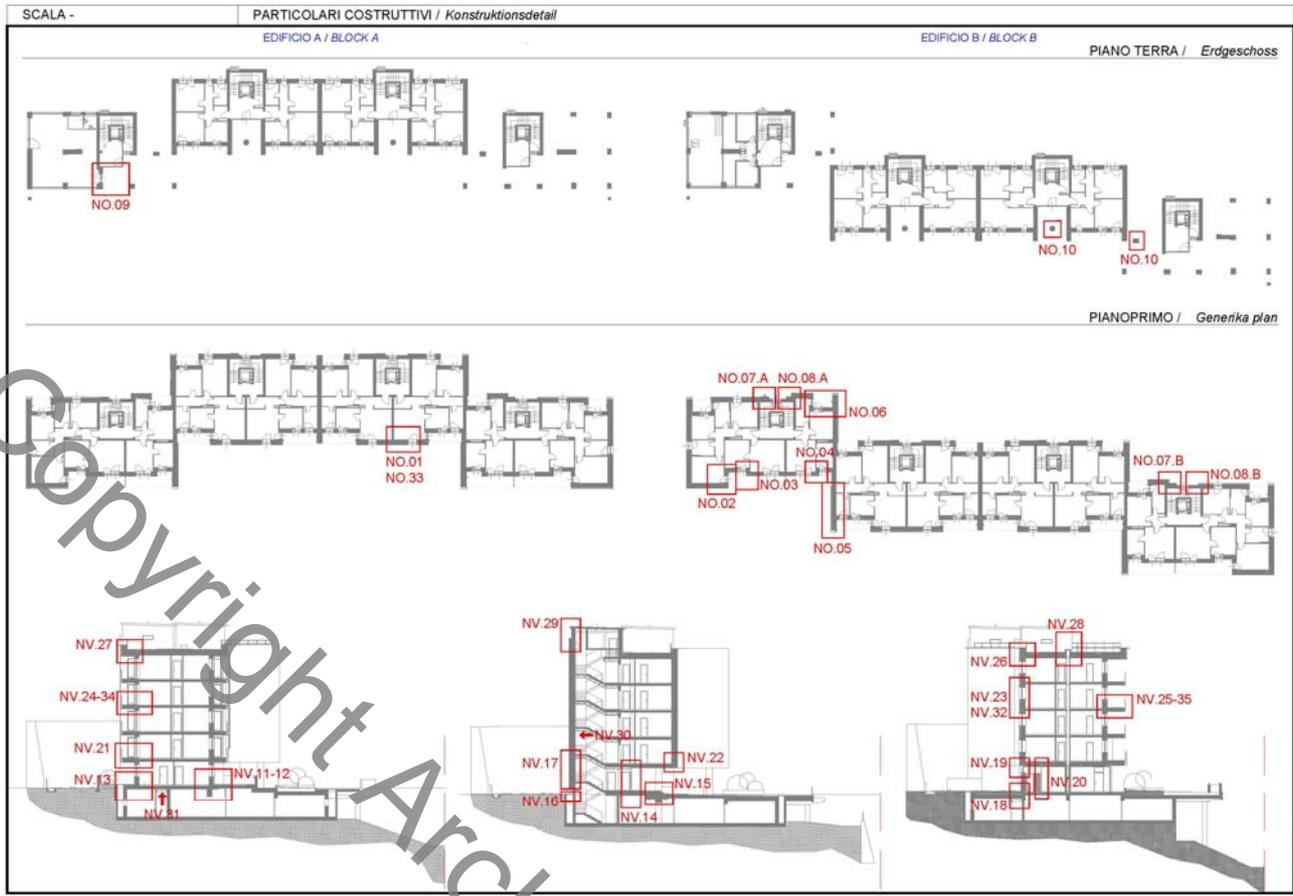 SCALA - PARTICOLARI COSTRUTTIVI / Konstruktionsdetail
EDIFICIO A / BLOCK A EDIFICIO B / BLOCK B
PIANO TERRA / Erdgeschoss
NO.09
NO.10
NO.10
PIANOPRIMO / Generika plan
NO.07.A NO.08.A
NO.06
NO.01
NO.33
NO.04
NO.03
NO.02
NO.05
NO.07.B
NO.08.B
NV.27
NV.24-34
NV.21
NV.13
NV.11-12
NV.31
NV.29
NV.30
NV.17
NV.22
NV.16
NV.15
NV.14
NV.28
NV.26
NV.23
NV.32
NV.25-35
NV.19
NV.20
NV.18
Copyright Arch